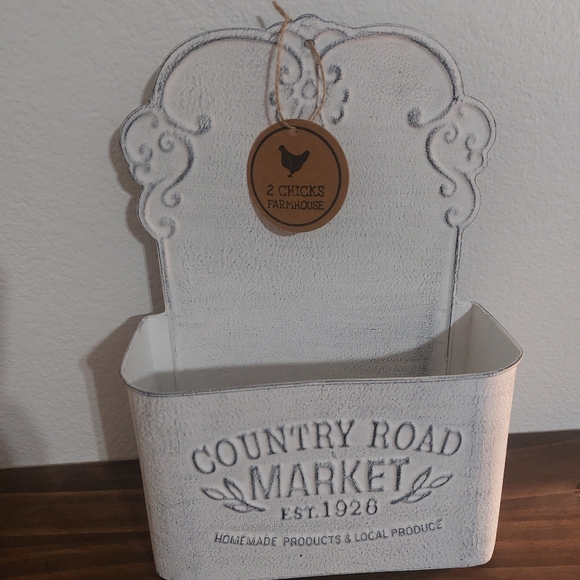 2 CHICKS
FARMHOUSE
COUNTRY ROAD
MARKET
EST. 1926
HOMEMADE PRODUCTS & LOCAL PRODUCE